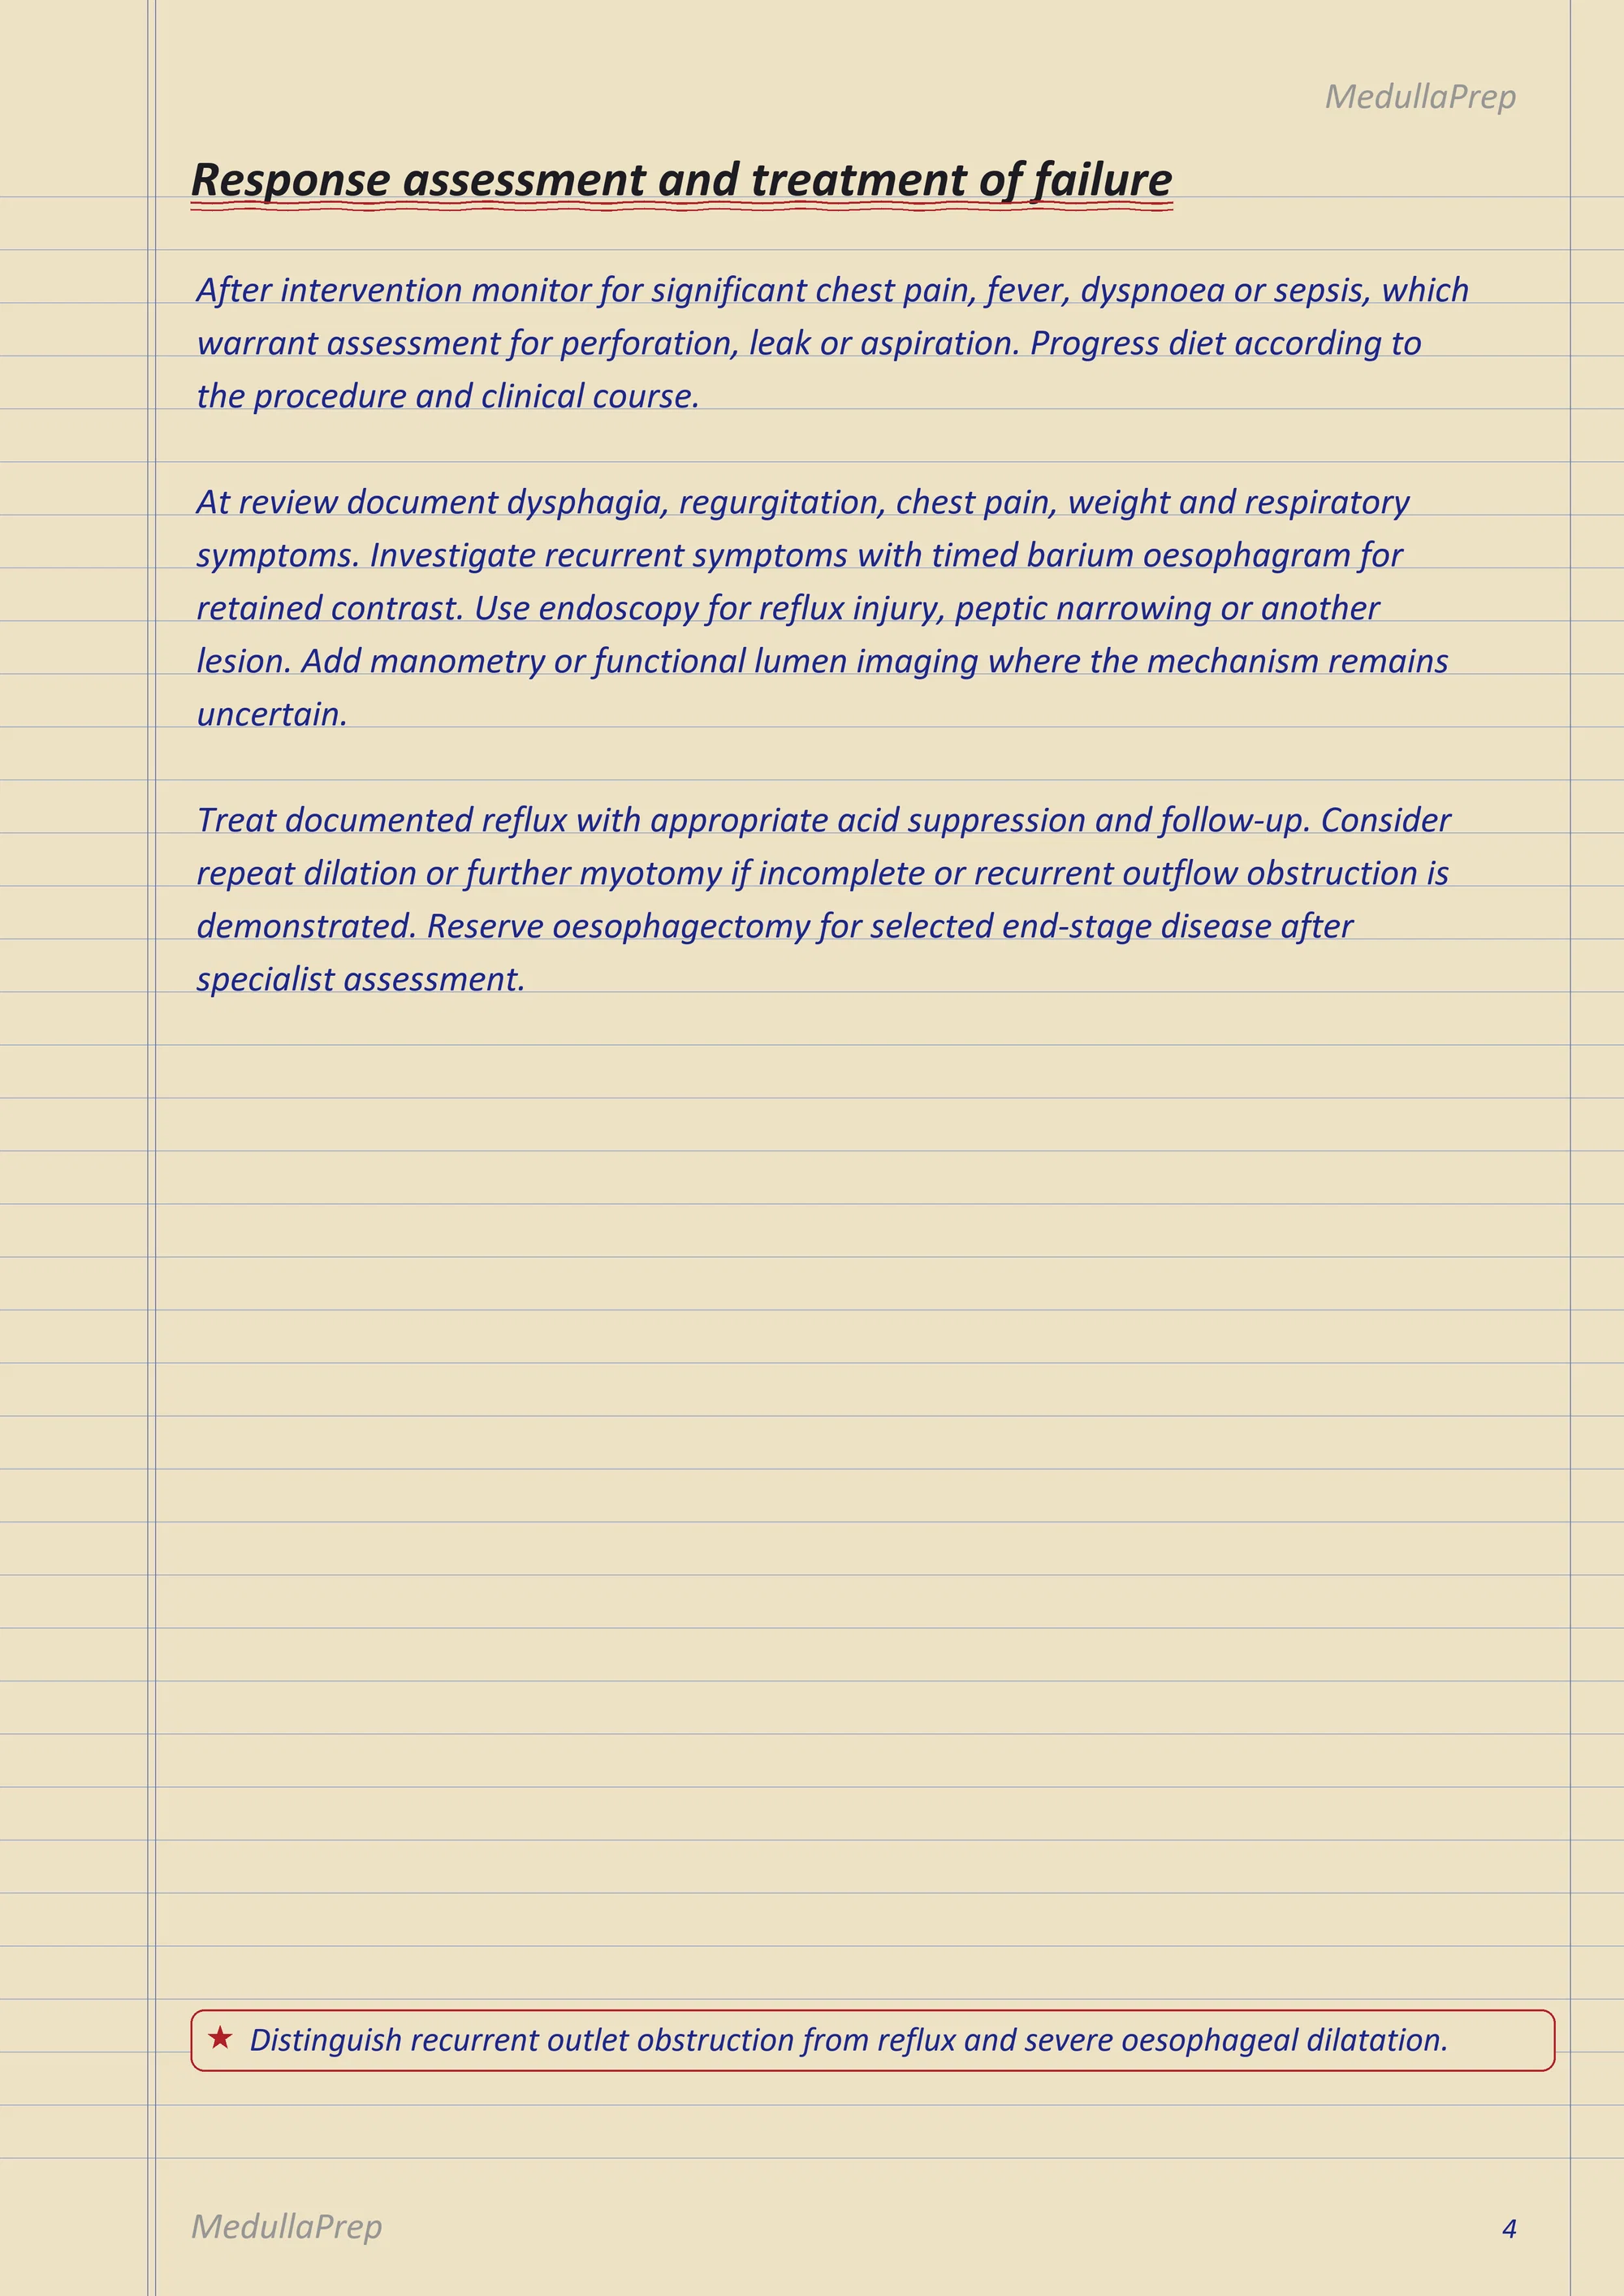 MedullaPrep
Response assessment and treatment of failure
After intervention monitor for significant chest pain, fever, dyspnoea or sepsis, which
warrant assessment for perforation, leak or aspiration. Progress diet according to
the procedure and clinical course.
At review document dysphagia, regurgitation, chest pain, weight and respiratory
symptoms. Investigate recurrent symptoms with timed barium oesophagram for
retained contrast. Use endoscopy for reflux injury, peptic narrowing or another
lesion. Add manometry or functional lumen imaging where the mechanism remains
uncertain.
Treat documented reflux with appropriate acid suppression and follow-up. Consider
repeat dilation or further myotomy if incomplete or recurrent outflow obstruction is
demonstrated. Reserve oesophagectomy for selected end-stage disease after
specialist assessment.
★ Distinguish recurrent outlet obstruction from reflux and severe oesophageal dilatation.
MedullaPrep
4